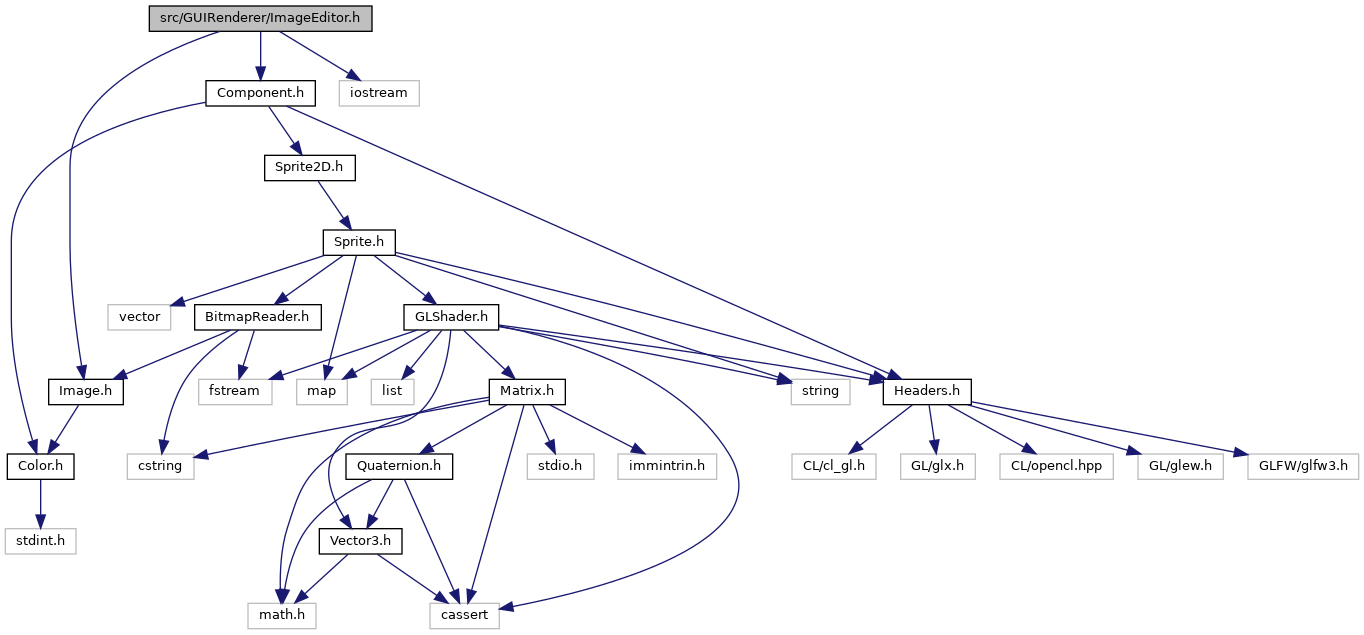 src/GUIRenderer/ImageEditor.h
Component.h
iostream
Sprite2D.h
Sprite.h
vector
BitmapReader.h
GLShader.h
Image.h
fstream
map
list
Matrix.h
string
Headers.h
Color.h
cstring
Quaternion.h
stdio.h
immintrin.h
CL/cl_gl.h
GL/glx.h
CL/opencl.hpp
GL/glew.h
GLFW/glfw3.h
stdint.h
Vector3.h
math.h
cassert